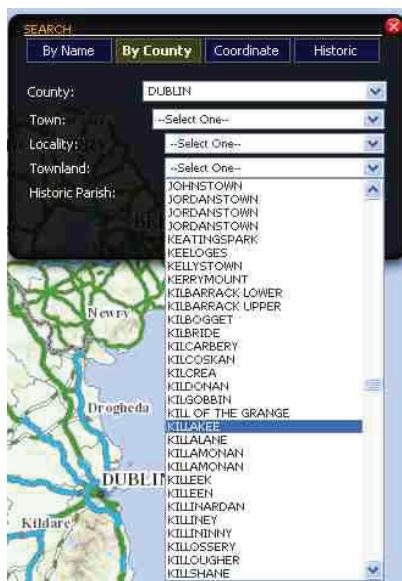 SEARCH
By Name By County Coordinate Historic
County: DUBLIN
Town: --Select One--
Locality: --Select One--
Townland: --Select One--
Historic Parish:
JOHNSTOWN
JORDANSTOWN
JORDANSTOWN
JORDANSTOWN
KEATINGSPARK
KEELOGES
KELLYSTOWN
KERRYMOUNT
KILBARRACK LOWER
KILBARRACK UPPER
KILBOGGET
KILBRIDE
KILCARBERY
KILCOSKAN
KILCREA
KILDONAN
KILGOBBIN
KILL OF THE GRANGE
KILLAKEE
KILLALANE
KILLAMONAN
KILLAMONAN
KILLEEK
KILLEEN
KILLINARDAN
KILLINEY
KILLININNY
KILLOSSERY
KILLOUGHER
KILLSHANE
Newry
Drogheda
DUBLIN
Kildare